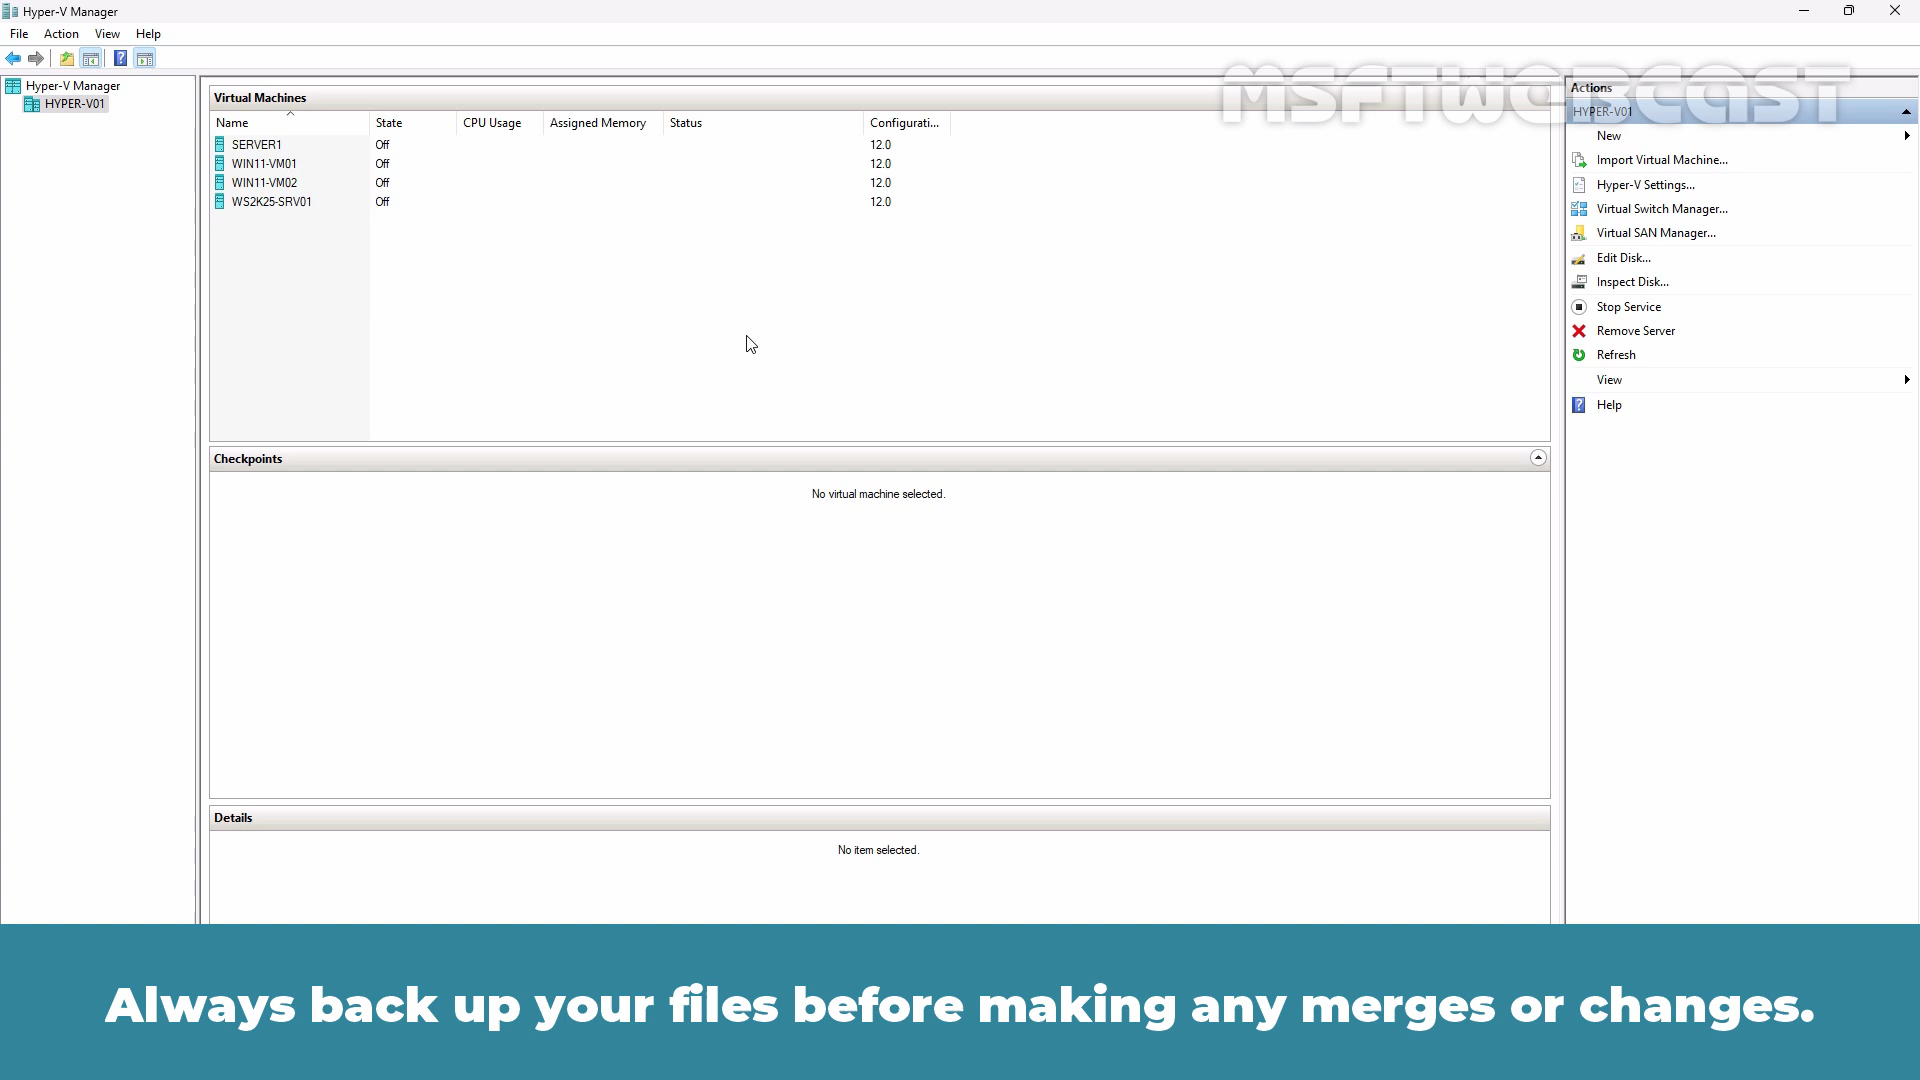 Hyper-V Manager
File Action View Help
Hyper-V Manager
HYPER-V01
Virtual Machines
Name State CPU Usage Assigned Memory Status Configurati...
SERVER1 Off 12.0
WIN11-VM01 Off 12.0
WIN11-VM02 Off 12.0
WS2K25-SRV01 Off 12.0
Checkpoints
No virtual machine selected.
Details
No item selected.
MSFTWEBCAST
Actions
HYPER-V01
New
Import Virtual Machine...
Hyper-V Settings...
Virtual Switch Manager...
Virtual SAN Manager...
Edit Disk...
Inspect Disk...
Stop Service
Remove Server
Refresh
View
Help
Always back up your files before making any merges or changes.